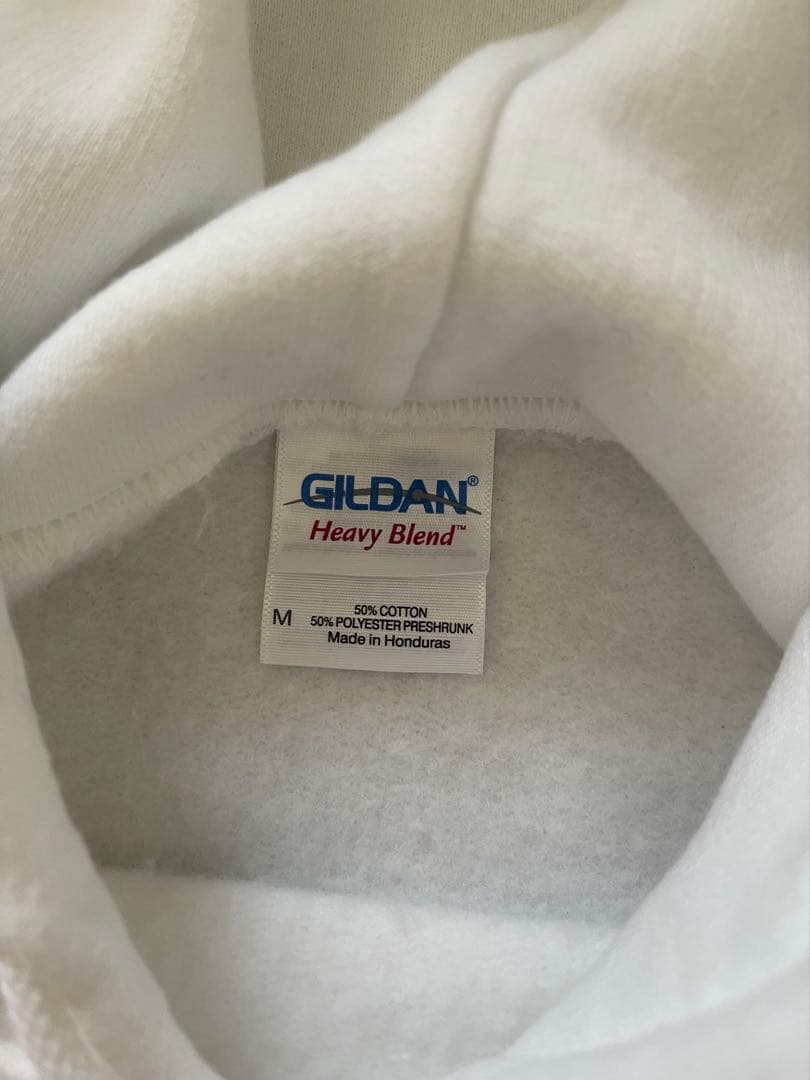 GILDAN®
Heavy Blend™
M
50% COTTON
50% POLYESTER PRESHRUNK
Made in Honduras